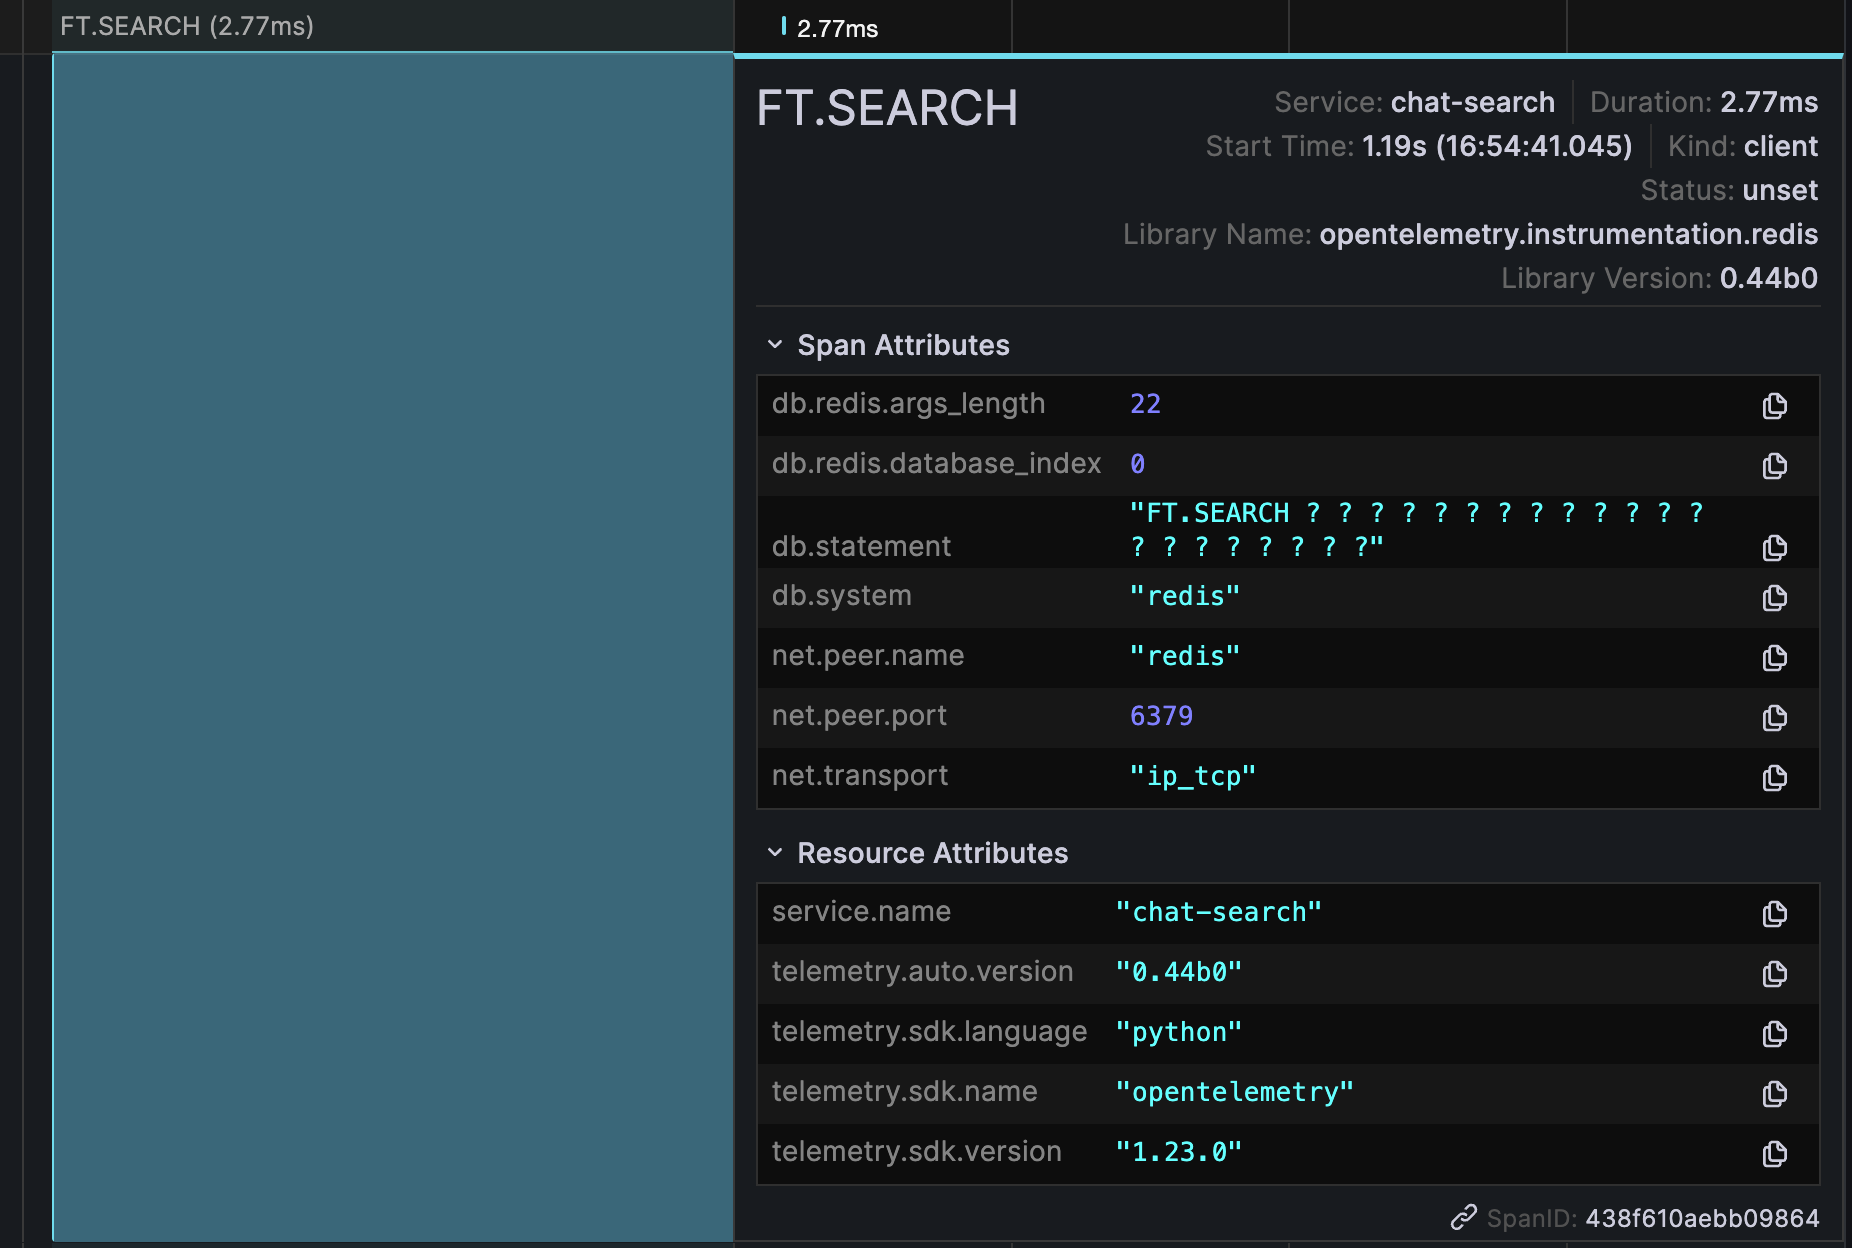 FT.SEARCH (2.77ms)
2.77ms
FT.SEARCH
Service: chat-search
Duration: 2.77ms
Start Time: 1.19s (16:54:41.045)
Kind: client
Status: unset
Library Name: opentelemetry.instrumentation.redis
Library Version: 0.44b0
Span Attributes
db.redis.args_length 22
db.redis.database_index 0
db.statement "FT.SEARCH ? ? ? ? ? ? ? ? ? ? ? ? ?
? ? ? ? ? ? ? ?"
db.system "redis"
net.peer.name "redis"
net.peer.port 6379
net.transport "ip_tcp"
Resource Attributes
service.name "chat-search"
telemetry.auto.version "0.44b0"
telemetry.sdk.language "python"
telemetry.sdk.name "opentelemetry"
telemetry.sdk.version "1.23.0"
SpanID: 438f610aebb09864